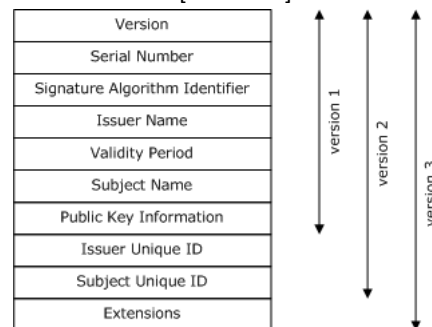 Version
Serial Number
Signature Algorithm Identifier
Issuer Name
Validity Period
Subject Name
Public Key Information
Issuer Unique ID
Subject Unique ID
Extensions
version 1
version 2
version 3